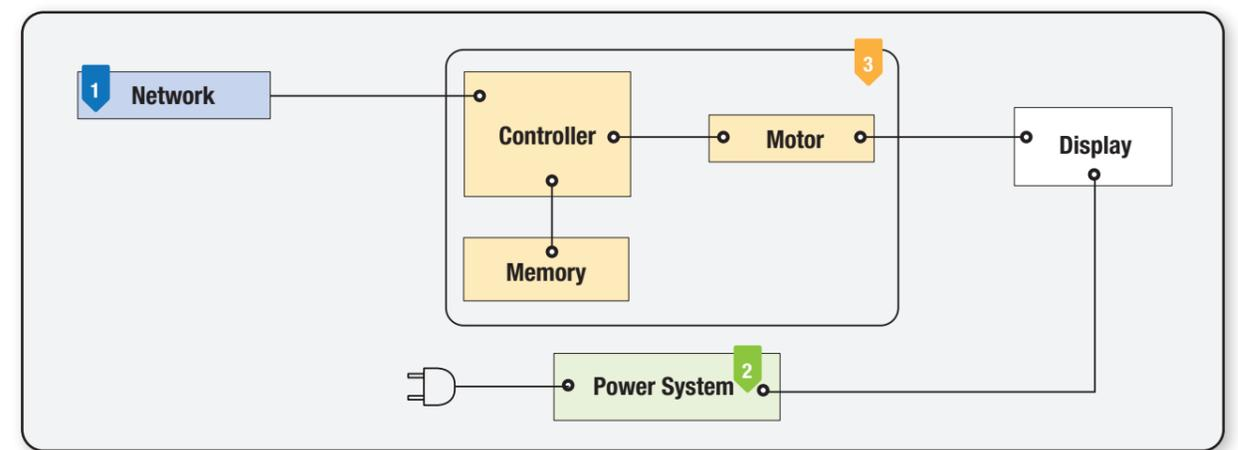 1
Network
3
Controller
Motor
Display
Memory
Power System
2